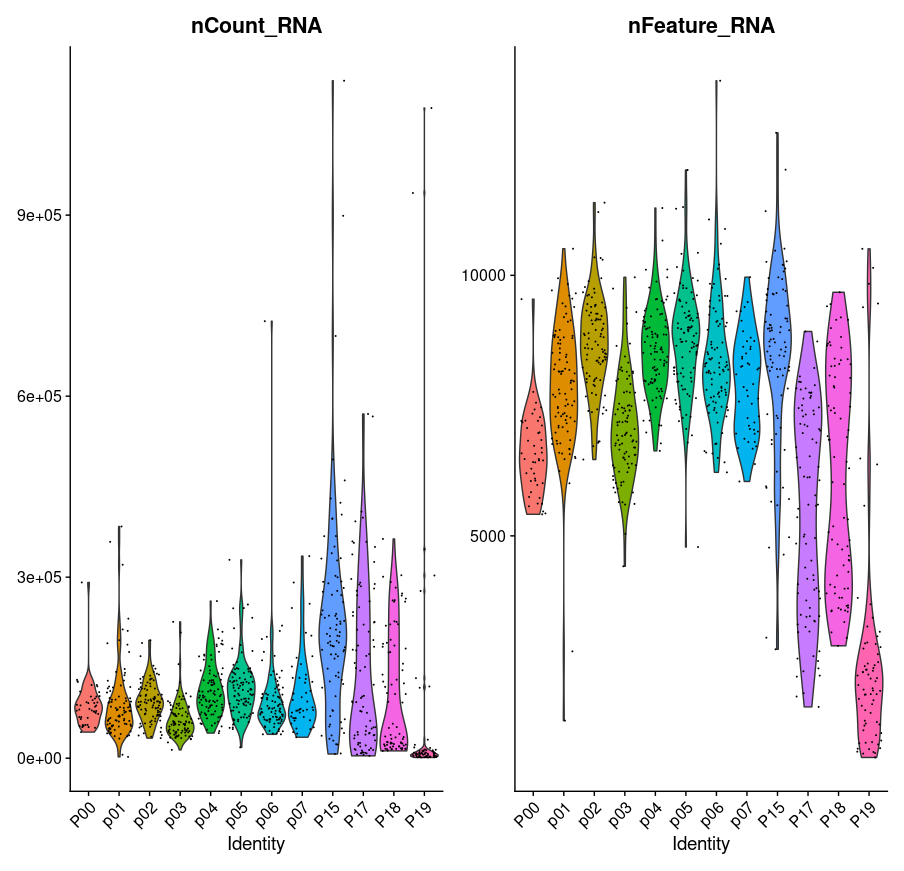 nCount_RNA
9e+05
6e+05
3e+05
0e+00
P00 p01 p02 p03 p04 p05 p06 p07 P15 P17 P18 P19
Identity
nFeature_RNA
10000
5000
P00 p01 p02 p03 p04 p05 p06 p07 P15 P17 P18 P19
Identity